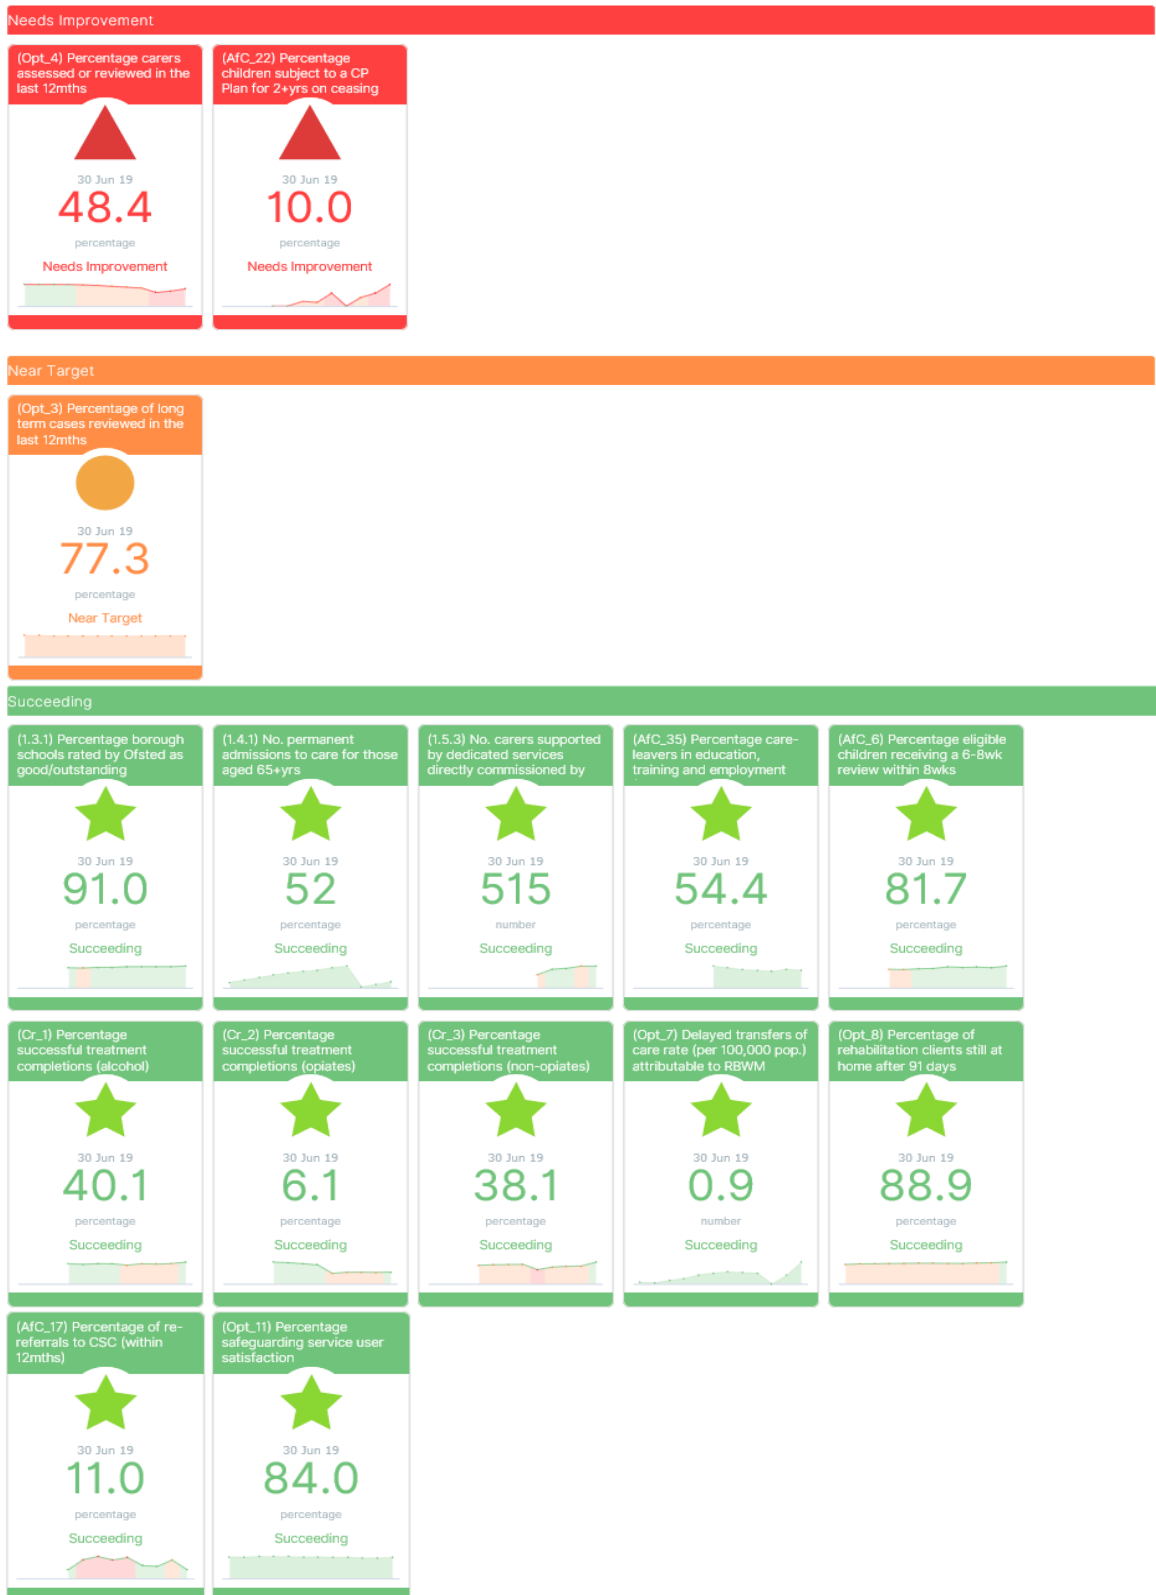 Needs Improvement
(Opt_4) Percentage carers
assessed or reviewed in the
last 12mths
30 Jun 19
48.4
percentage
Needs Improvement
(AfC_22) Percentage
children subject to a CP
Plan for 2+yrs on ceasing
30 Jun 19
10.0
percentage
Needs Improvement
Near Target
(Opt_3) Percentage of long
term cases reviewed in the
last 12mths
30 Jun 19
77.3
percentage
Near Target
Succeeding
(1.3.1) Percentage borough
schools rated by Ofsted as
good/outstanding
30 Jun 19
91.0
percentage
Succeeding
(1.4.1) No. permanent
admissions to care for those
aged 65+yrs
30 Jun 19
52
percentage
Succeeding
(1.5.3) No. carers supported
by dedicated services
directly commissioned by
30 Jun 19
515
number
Succeeding
(AfC_35) Percentage care-
leavers in education,
training and employment
30 Jun 19
54.4
percentage
Succeeding
(AfC_6) Percentage eligible
children receiving a 6-8wk
review within 8wks
30 Jun 19
81.7
percentage
Succeeding
(Cr_1) Percentage
successful treatment
completions (alcohol)
30 Jun 19
40.1
percentage
Succeeding
(Cr_2) Percentage
successful treatment
completions (opiates)
30 Jun 19
6.1
percentage
Succeeding
(Cr_3) Percentage
successful treatment
completions (non-opiates)
30 Jun 19
38.1
percentage
Succeeding
(Opt_7) Delayed transfers of
care rate (per 100,000 pop.)
attributable to RBWM
30 Jun 19
0.9
number
Succeeding
(Opt_8) Percentage of
rehabilitation clients still at
home after 91 days
30 Jun 19
88.9
percentage
Succeeding
(AfC_17) Percentage of re-
referrals to CSC (within
12mths)
30 Jun 19
11.0
percentage
Succeeding
(Opt_11) Percentage
safeguarding service user
satisfaction
30 Jun 19
84.0
percentage
Succeeding